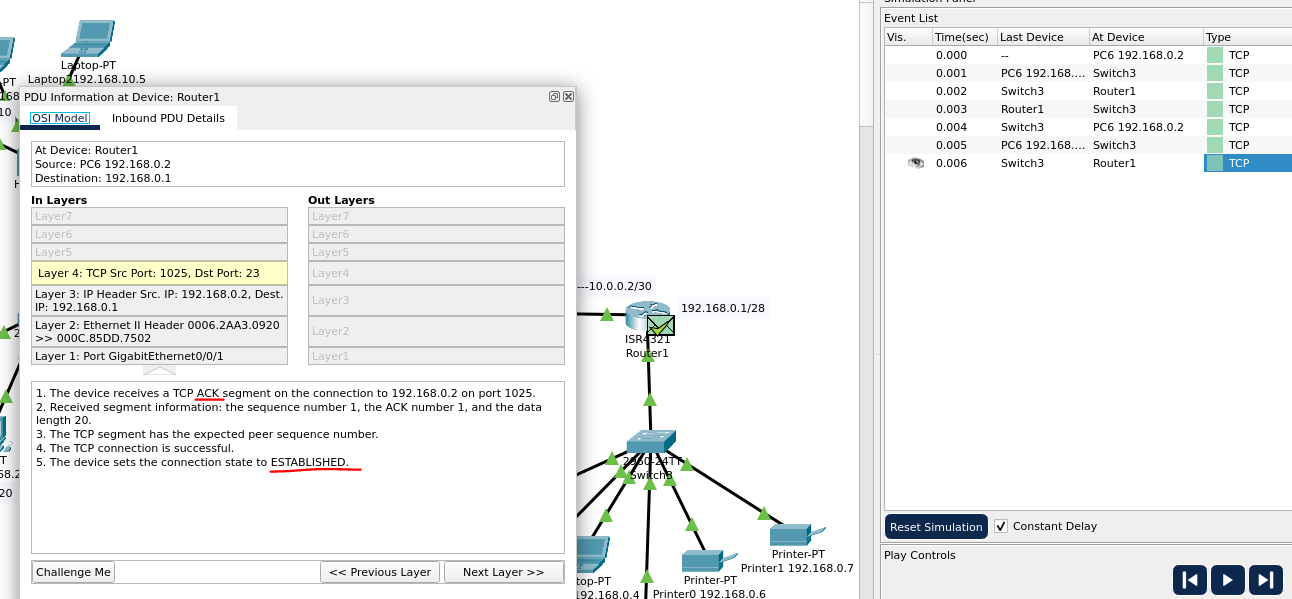 Simulation Panel
Event List
Vis. Time(sec) Last Device At Device Type
0.000 -- PC6 192.168.0.2 TCP
0.001 PC6 192.168.... Switch3 TCP
0.002 Switch3 Router1 TCP
0.003 Router1 Switch3 TCP
0.004 Switch3 PC6 192.168.0.2 TCP
0.005 PC6 192.168.... Switch3 TCP
0.006 Switch3 Router1 TCP
Reset Simulation
Constant Delay
Play Controls
Laptop-PT
Laptop2192.168.10.5
PT
168
10
PDU Information at Device: Router1
OSI Model Inbound PDU Details
At Device: Router1
Source: PC6 192.168.0.2
Destination: 192.168.0.1
In Layers Out Layers
Layer7 Layer7
Layer6 Layer6
Layer5 Layer5
Layer 4: TCP Src Port: 1025, Dst Port: 23 Layer4
Layer 3: IP Header Src. IP: 192.168.0.2, Dest.
IP: 192.168.0.1 Layer3
Layer 2: Ethernet II Header 0006.2AA3.0920
>> 000C.85DD.7502 Layer2
Layer 1: Port GigabitEthernet0/0/1 Layer1
1. The device receives a TCP ACK segment on the connection to 192.168.0.2 on port 1025.
2. Received segment information: the sequence number 1, the ACK number 1, and the data
length 20.
3. The TCP segment has the expected peer sequence number.
4. The TCP connection is successful.
5. The device sets the connection state to ESTABLISHED.
Challenge Me << Previous Layer Next Layer >>
---10.0.0.2/30
192.168.0.1/28
ISR4321
Router1
2960-24TT
Switch3
Printer-PT
Printer1 192.168.0.7
Printer-PT
Printer0 192.168.0.6
top-PT
192.168.0.4
T
68.2
20